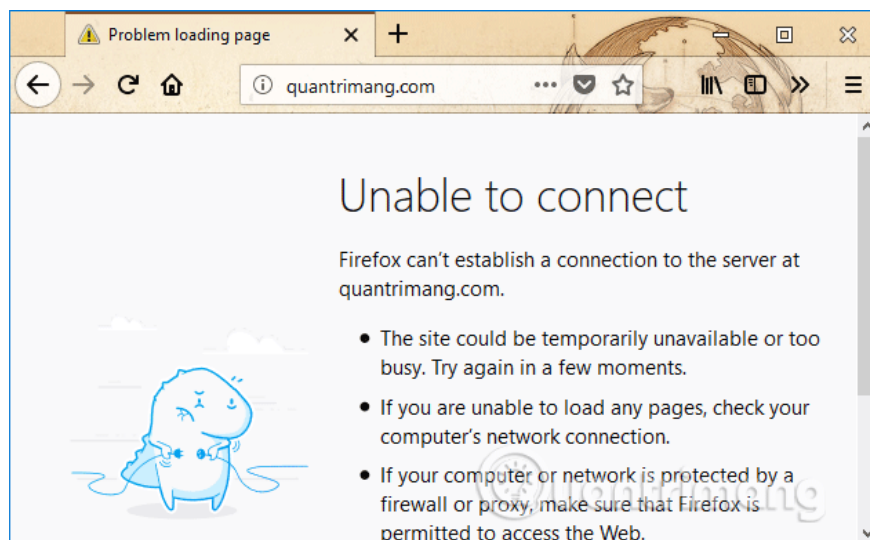 Problem loading page
quantrimang.com
Unable to connect
Firefox can’t establish a connection to the server at
quantrimang.com.
• The site could be temporarily unavailable or too
busy. Try again in a few moments.
• If you are unable to load any pages, check your
computer’s network connection.
• If your computer or network is protected by a
firewall or proxy, make sure that Firefox is
permitted to access the Web.
Quantrimang